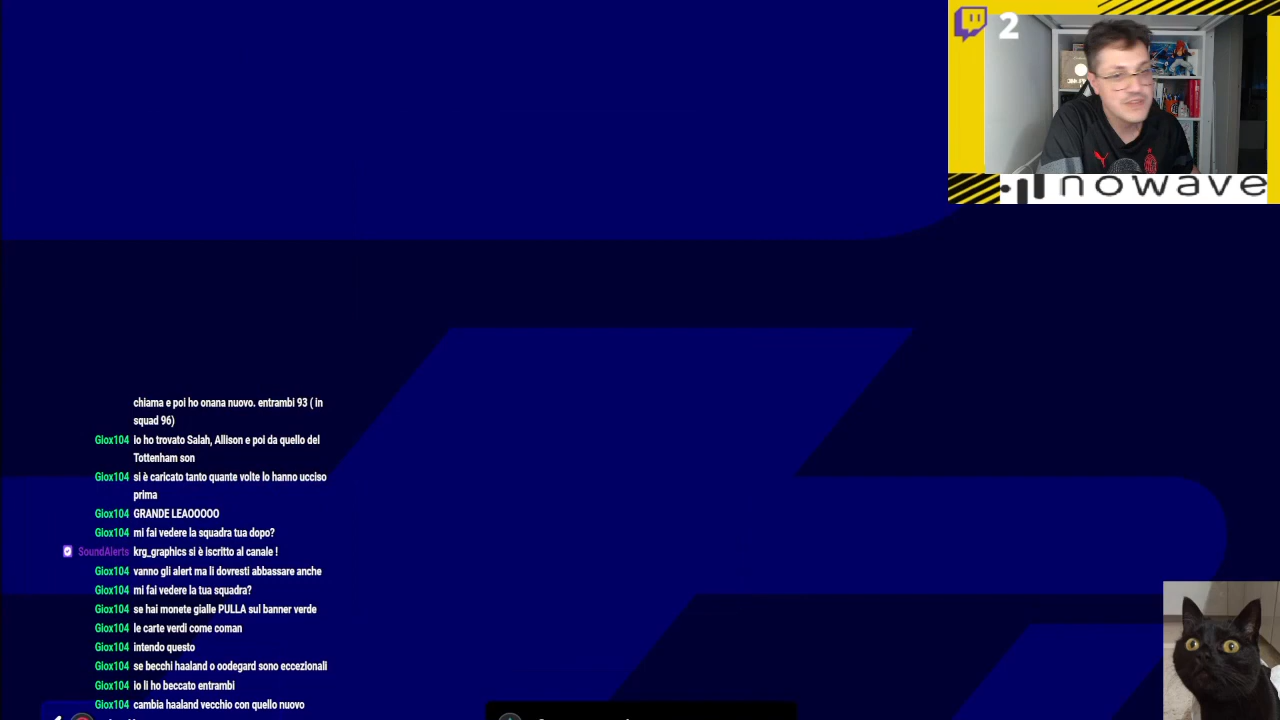 2
nowave
chiama e poi ho onana nuovo. entrambi 93 ( in
squad 96)
Giox104 io ho trovato Salah, Allison e poi da quello del
Tottenham son
Giox104 si è caricato tanto quante volte lo hanno ucciso
prima
Giox104 GRANDE LEAOOOOO
Giox104 mi fai vedere la squadra tua dopo?
SoundAlerts krg_graphics si è iscritto al canale !
Giox104 vanno gli alert ma li dovresti abbassare anche
Giox104 mi fai vedere la tua squadra?
Giox104 se hai monete gialle PULLA sul banner verde
Giox104 le carte verdi come coman
Giox104 intendo questo
Giox104 se becchi haaland o oodegard sono eccezionali
Giox104 io li ho beccato entrambi
Giox104 cambia haaland vecchio con quello nuovo